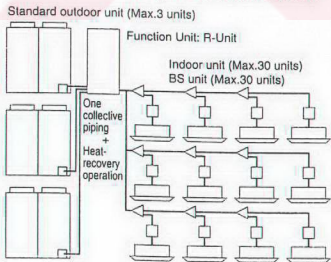 Standard outdoor unit (Max.3 units)
Function Unit: R-Unit
Indoor unit (Max.30 units)
BS unit (Max.30 units)
One
collective
piping
+
Heat-
recovery
operation